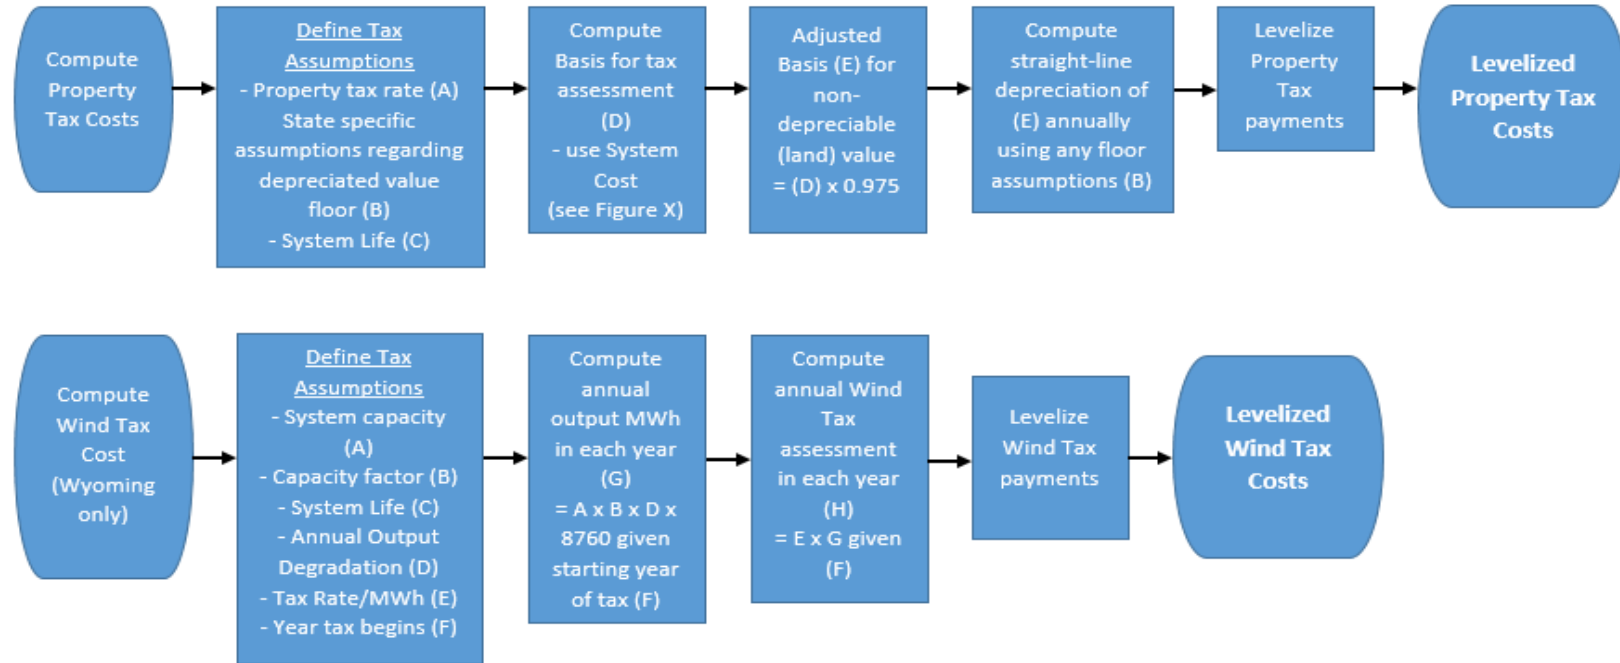 Compute
Property
Tax Costs
Define Tax
Assumptions
- Property tax rate (A)
State specific
assumptions regarding
depreciated value
floor (B)
- System Life (C)
Compute
Basis for tax
assessment
(D)
- use System
Cost
(see Figure X)
Adjusted
Basis (E) for
non-
depreciable
(land) value
= (D) x 0.975
Compute
straight-line
depreciation of
(E) annually
using any floor
assumptions (B)
Levelize
Property
Tax
payments
Levelized
Property Tax
Costs
Compute
Wind Tax
Cost
(Wyoming
only)
Define Tax
Assumptions
- System capacity
(A)
- Capacity factor (B)
- System Life (C)
- Annual Output
Degradation (D)
- Tax Rate/MWh (E)
- Year tax begins (F)
Compute
annual
output MWh
in each year
(G)
= A x B x D x
8760 given
starting year
of tax (F)
Compute
annual Wind
Tax
assessment
in each year
(H)
= E x G given
(F)
Levelize
Wind Tax
payments
Levelized
Wind Tax
Costs